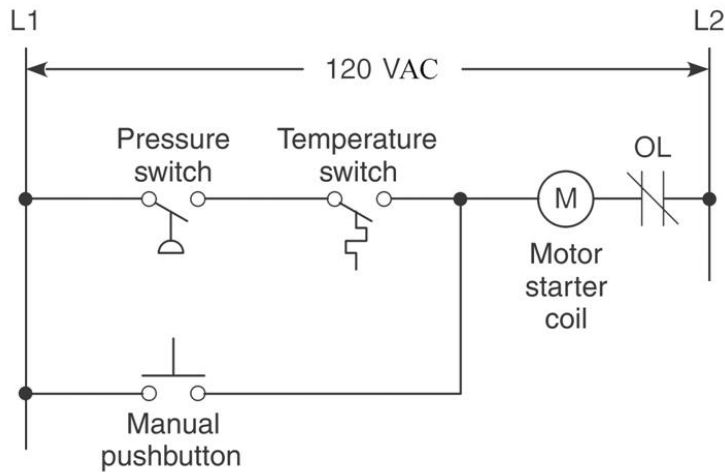 L1
L2
120 VAC
Pressure
switch
Temperature
switch
OL
M
Motor
starter
coil
Manual
pushbutton